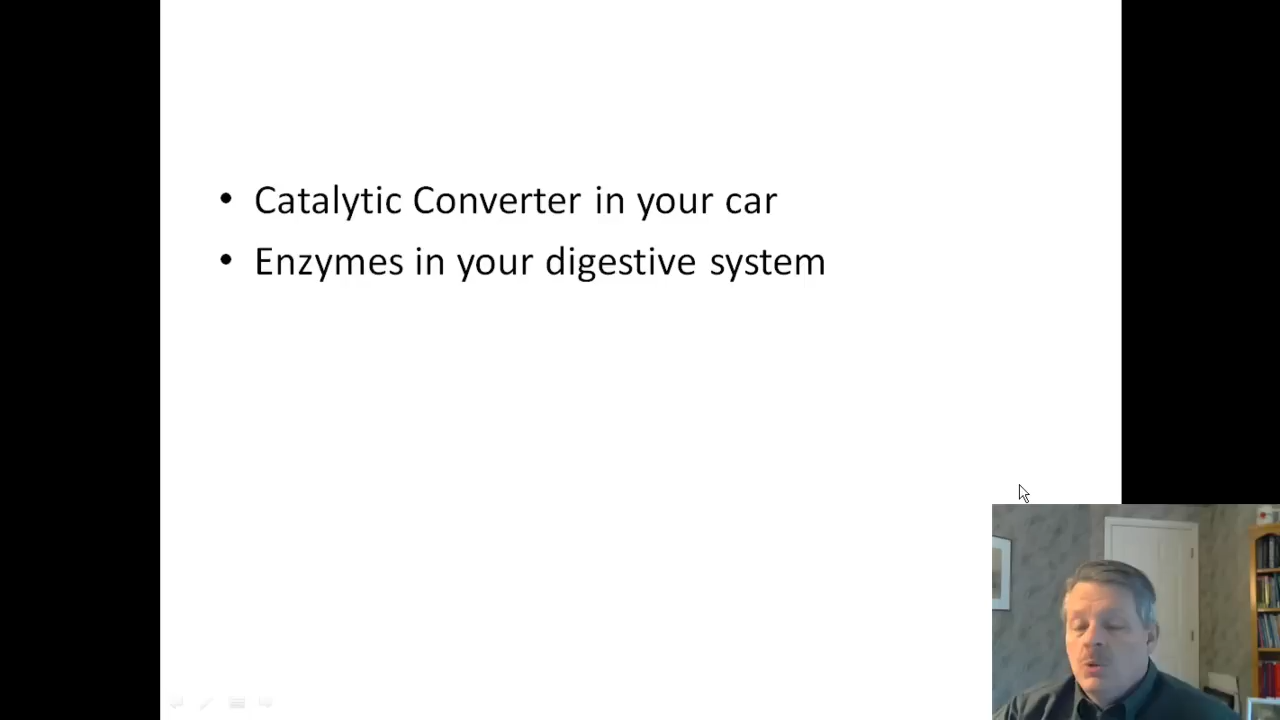 • Catalytic Converter in your car
• Enzymes in your digestive system